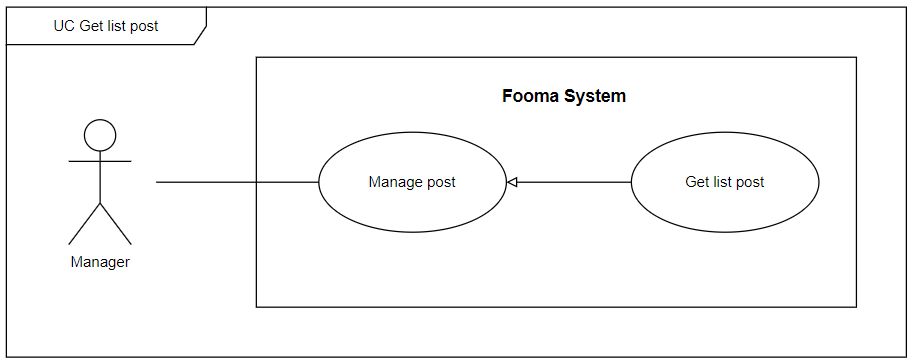 UC Get list post
Fooma System
Manage post
Get list post
Manager